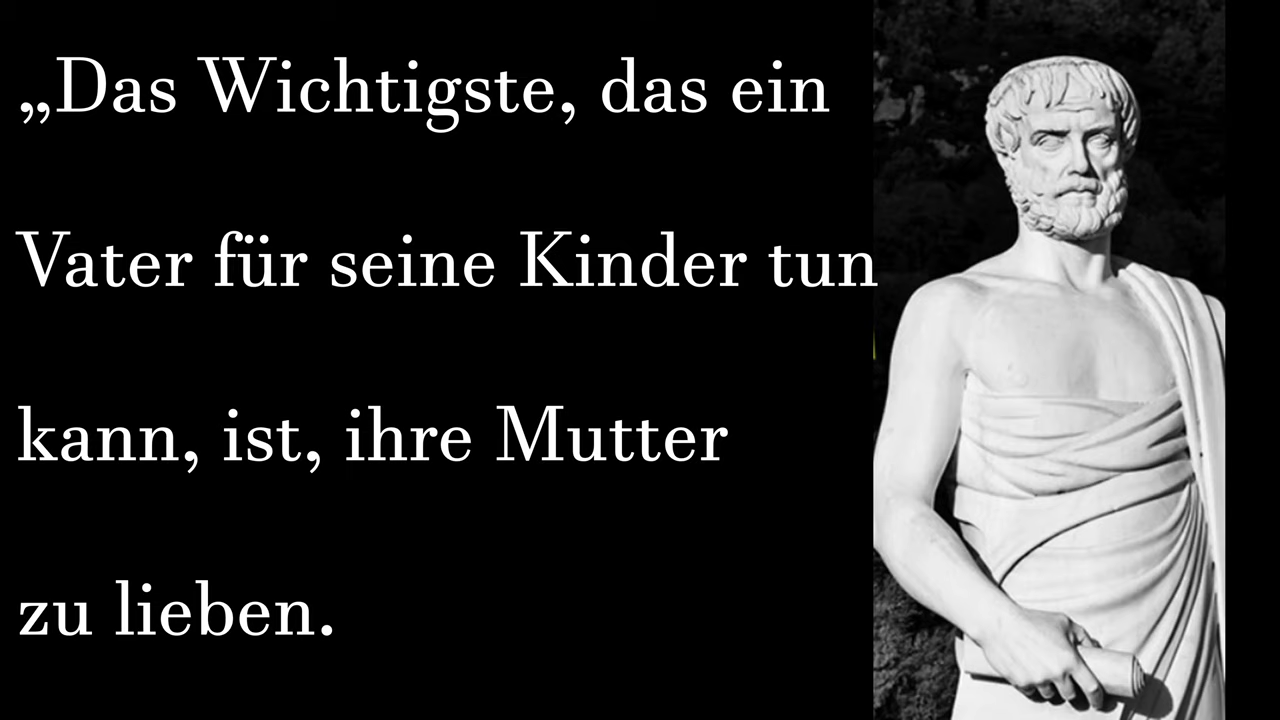 „Das Wichtigste, das ein
Vater für seine Kinder tun
kann, ist, ihre Mutter
zu lieben.